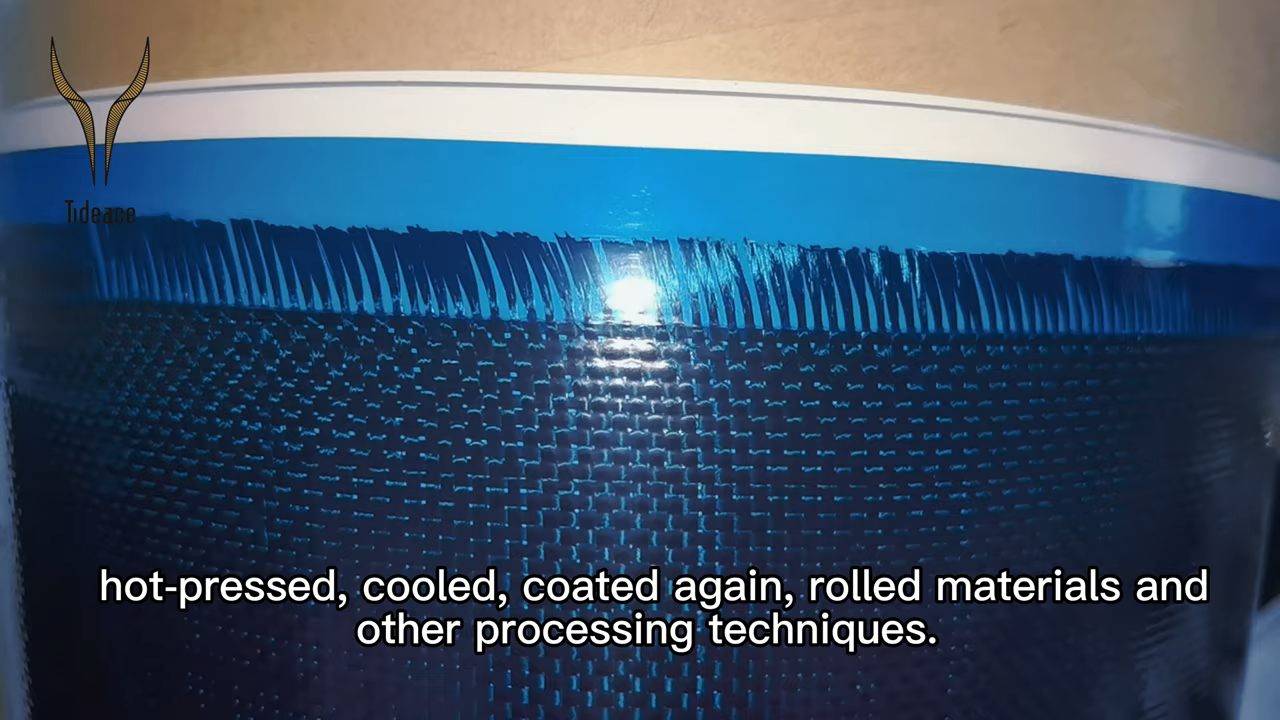 Tideace
hot-pressed, cooled, coated again, rolled materials and
other processing techniques.